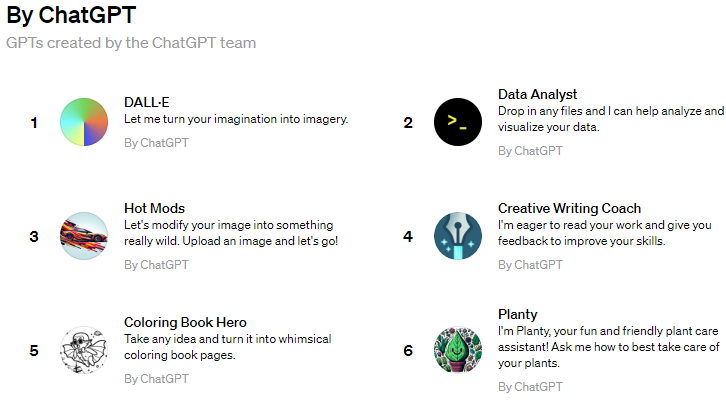 By ChatGPT
GPTs created by the ChatGPT team
1
DALL·E
Let me turn your imagination into imagery.
By ChatGPT
2
>_
Data Analyst
Drop in any files and I can help analyze and
visualize your data.
By ChatGPT
3
Hot Mods
Let's modify your image into something
really wild. Upload an image and let's go!
By ChatGPT
4
Creative Writing Coach
I'm eager to read your work and give you
feedback to improve your skills.
By ChatGPT
5
Coloring Book Hero
Take any idea and turn it into whimsical
coloring book pages.
By ChatGPT
6
Planty
I'm Planty, your fun and friendly plant care
assistant! Ask me how to best take care of
your plants.
By ChatGPT